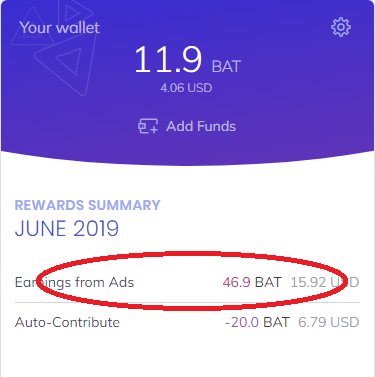 Your wallet
11.9 BAT
4.06 USD
Add Funds
REWARDS SUMMARY
JUNE 2019
Earnings from Ads 46.9 BAT 15.92 USD
Auto-Contribute -20.0 BAT 6.79 USD